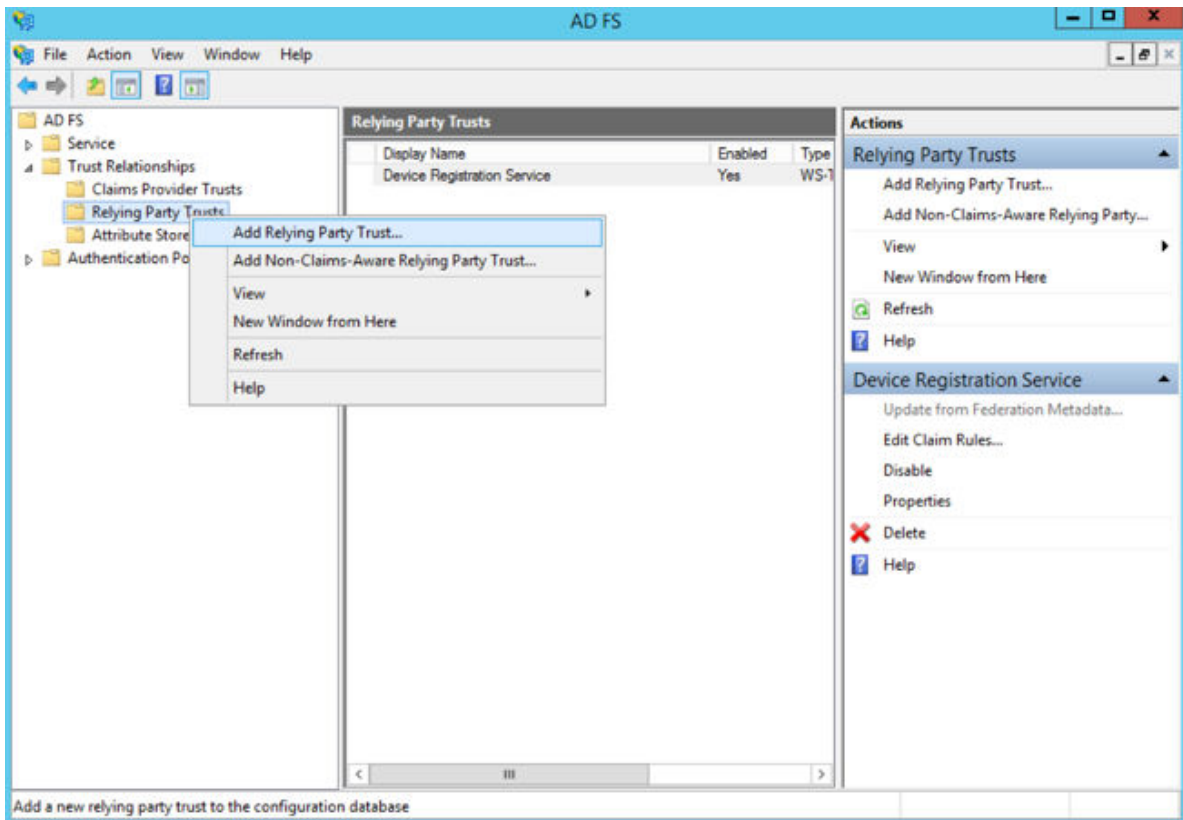 AD FS
File Action View Window Help
AD FS
Service
Trust Relationships
Claims Provider Trusts
Relying Party Trusts
Attribute Store
Authentication Po
Relying Party Trusts
Display Name Enabled Type
Device Registration Service Yes WS-T
Add Relying Party Trust...
Add Non-Claims-Aware Relying Party Trust...
View
New Window from Here
Refresh
Help
Actions
Relying Party Trusts
Add Relying Party Trust...
Add Non-Claims-Aware Relying Party...
View
New Window from Here
Refresh
Help
Device Registration Service
Update from Federation Metadata...
Edit Claim Rules...
Disable
Properties
Delete
Help
Add a new relying party trust to the configuration database